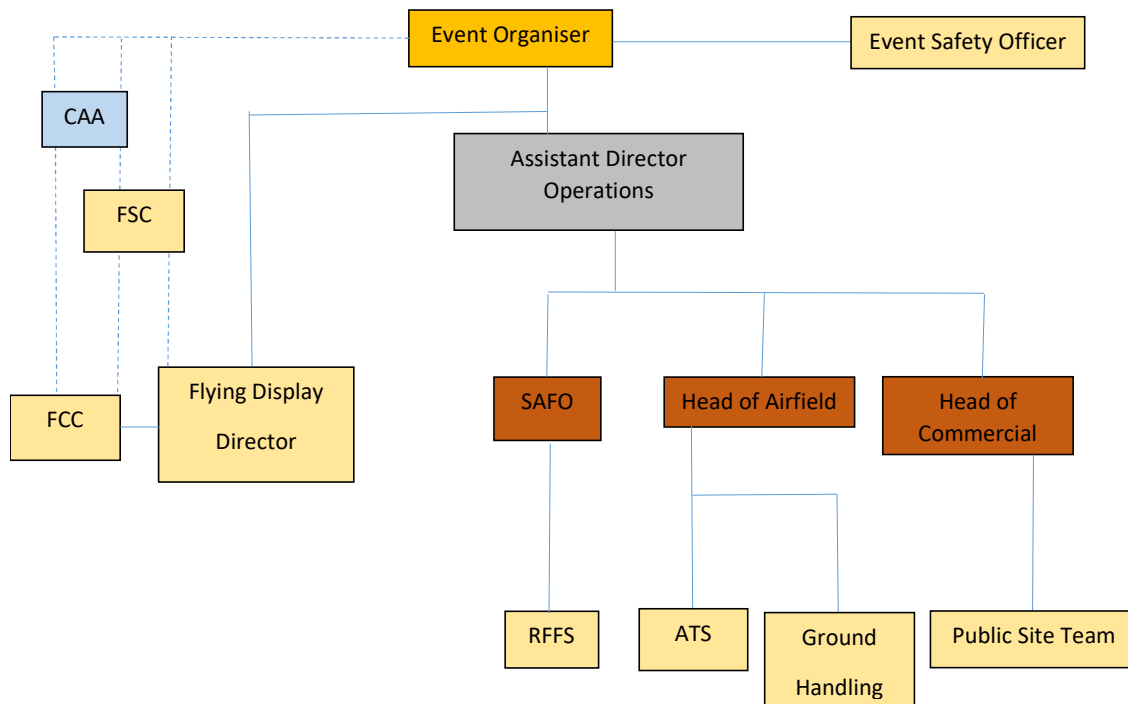 Event Organiser
Event Safety Officer
CAA
Assistant Director
Operations
FSC
Flying Display
Director
FCC
SAFO
Head of Airfield
Head of
Commercial
RFFS
ATS
Ground
Handling
Public Site Team